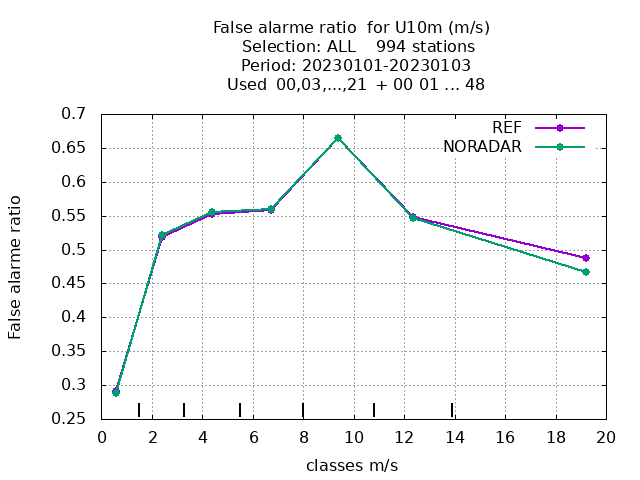 False alarme ratio  for U10m (m/s)
Selection: ALL    994 stations
Period: 20230101-20230103
Used  00,03,...,21  + 00 01 ... 48
REF
NORADAR
False alarme ratio
0.7
0.65
0.6
0.55
0.5
0.45
0.4
0.35
0.3
0.25
0 2 4 6 8 10 12 14 16 18 20
classes m/s